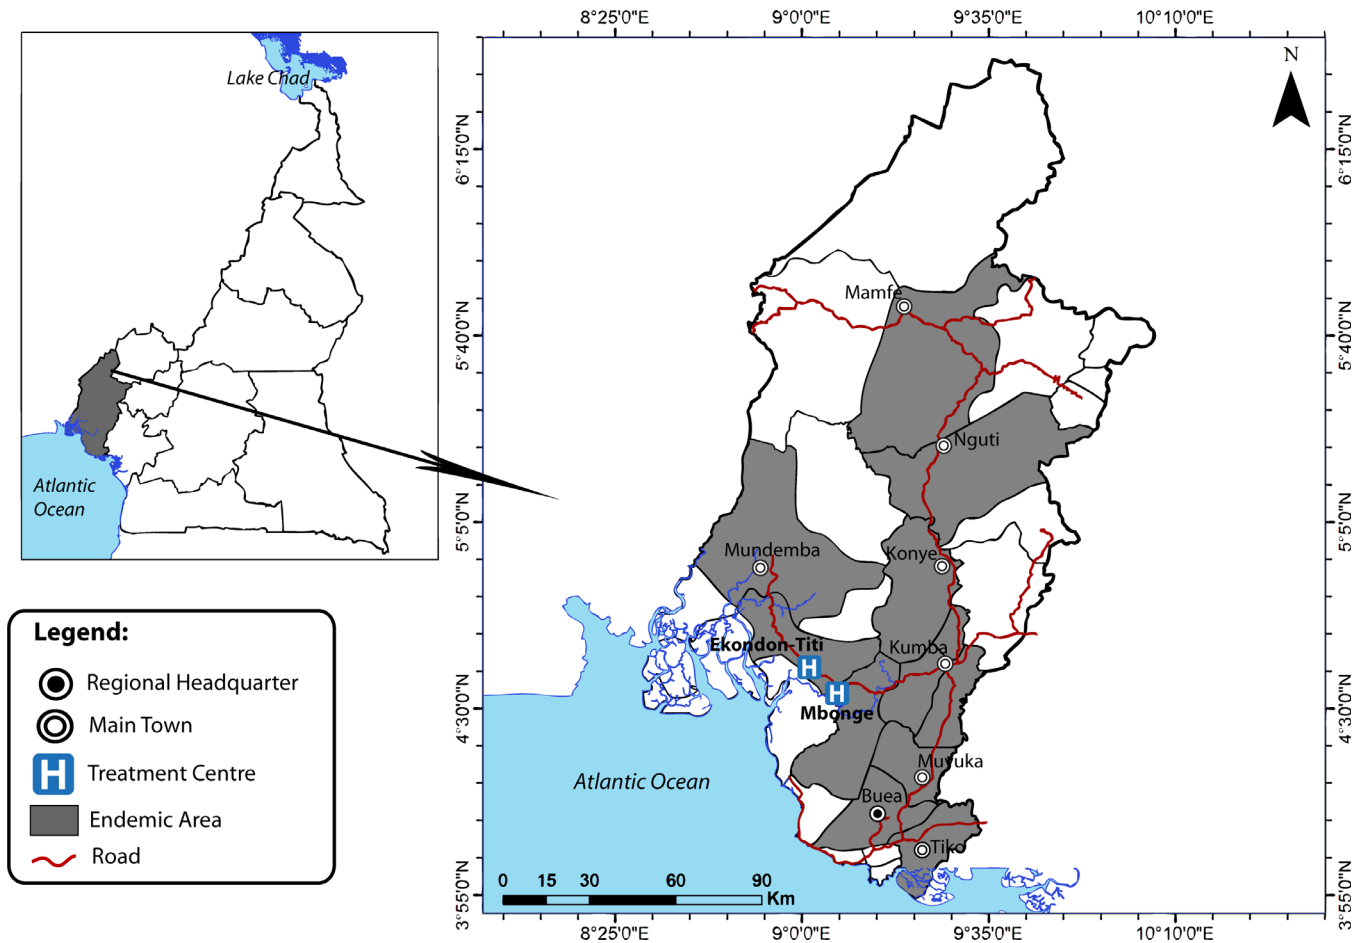 Lake Chad
Atlantic
Ocean
Legend:
Regional Headquarter
Main Town
Treatment Centre
Endemic Area
Road
8°25'0"E
9°0'0"E
9°35'0"E
10°10'0"E
N
6°15'0"N
5°40'0"N
5°5'0"N
4°30'0"N
3°55'0"N
6°15'0"N
5°40'0"N
5°5'0"N
4°30'0"N
3°55'0"N
Mamfe
Nguti
Mundemba
Konye
Ekondon-Titi
Kumba
H
H
Mbonge
Atlantic Ocean
Muyuka
Buea
Tiko
0 15 30 60 90
Km
8°25'0"E
9°0'0"E
9°35'0"E
10°10'0"E
H